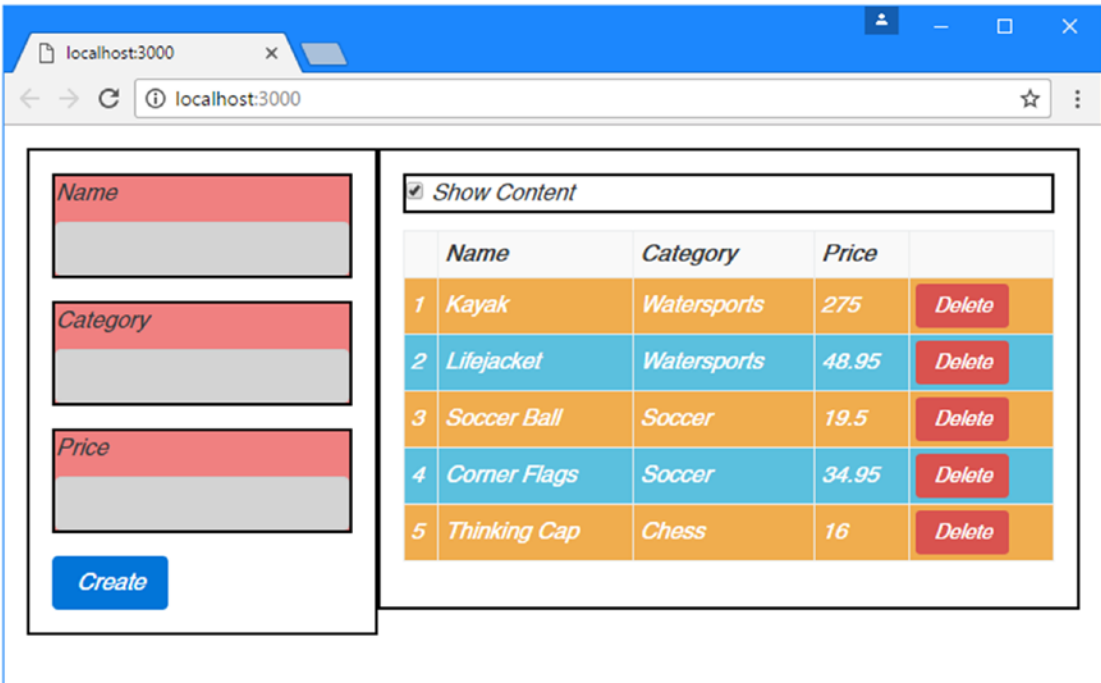 localhost:3000
localhost:3000
Name
Category
Price
Create
Show Content
Name Category Price
1 Kayak Watersports 275 Delete
2 Lifejacket Watersports 48.95 Delete
3 Soccer Ball Soccer 19.5 Delete
4 Corner Flags Soccer 34.95 Delete
5 Thinking Cap Chess 16 Delete